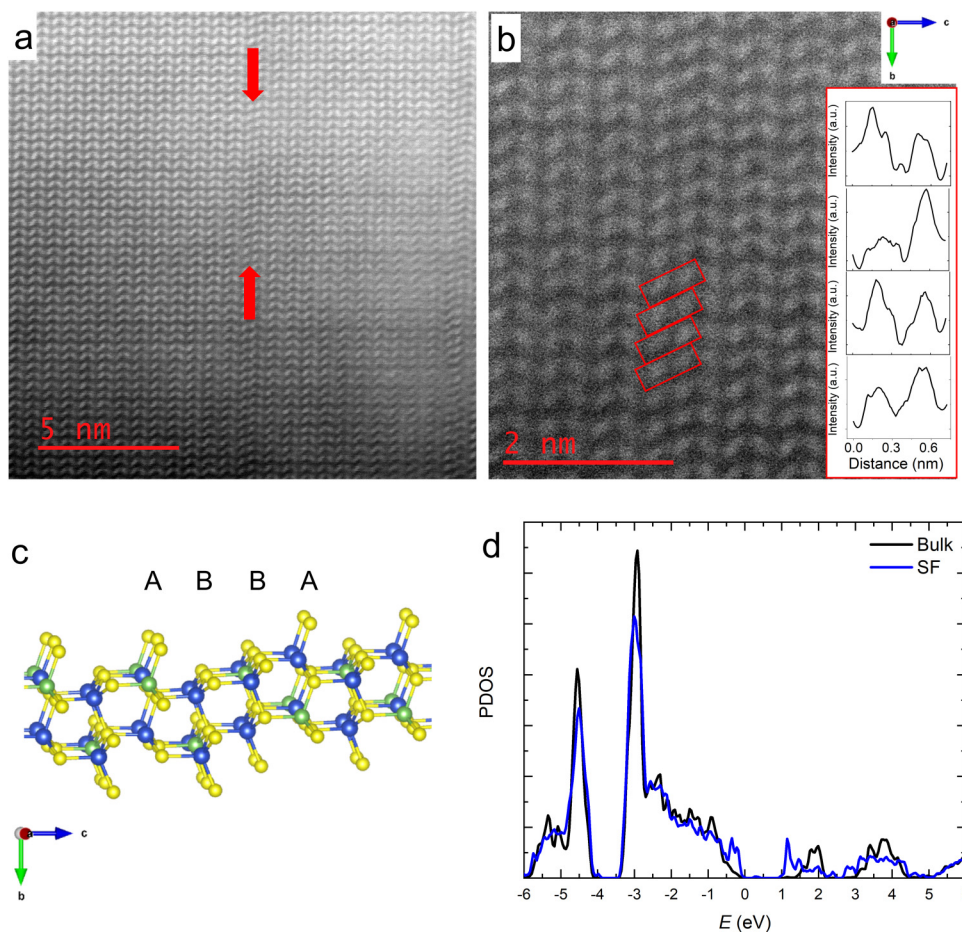 a
5 nm
b
c
b
2 nm
Intensity (a.u.)
Intensity (a.u.)
Intensity (a.u.)
Intensity (a.u.)
0.0 0.3 0.6
Distance (nm)
c
A B B A
a
c
b
d
Bulk
SF
PDOS
-6 -5 -4 -3 -2 -1 0 1 2 3 4 5
E (eV)